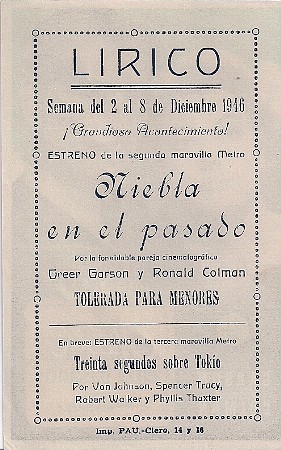 LIRICO
Semana del 2 al 8 de Diciembre 1946
¡Grandioso Acontecimiento!
ESTRENO de la segunda maravilla Metro
Niebla
en el pasado
Por la formidable pareja cinematográfica
Greer Garson y Ronald Colman
TOLERADA PARA MENORES
En breve: ESTRENO de la tercera maravilla Metro
Treinta segundos sobre Tokio
Por Van Johnson, Spencer Tracy,
Robert Walker y Phyllis Thaxter
Imp. PAU.-Clero, 14 y 16